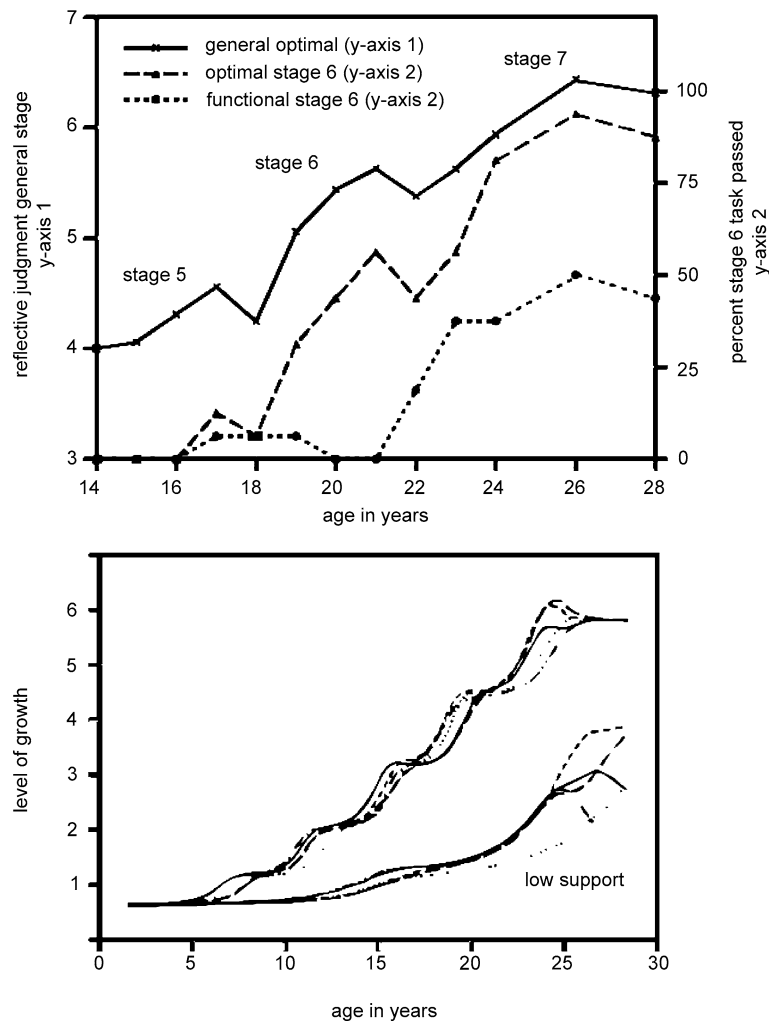 7
general optimal (y-axis 1)
optimal stage 6 (y-axis 2)
functional stage 6 (y-axis 2)
stage 7
100
6
stage 6
75
5
stage 5
50
4
25
3
0
reflective judgment general stage
y-axis 1
percent stage 6 task passed
y-axis 2
14 16 18 20 22 24 26 28
age in years
6
5
4
3
2
1
level of growth
low support
0 5 10 15 20 25 30
age in years